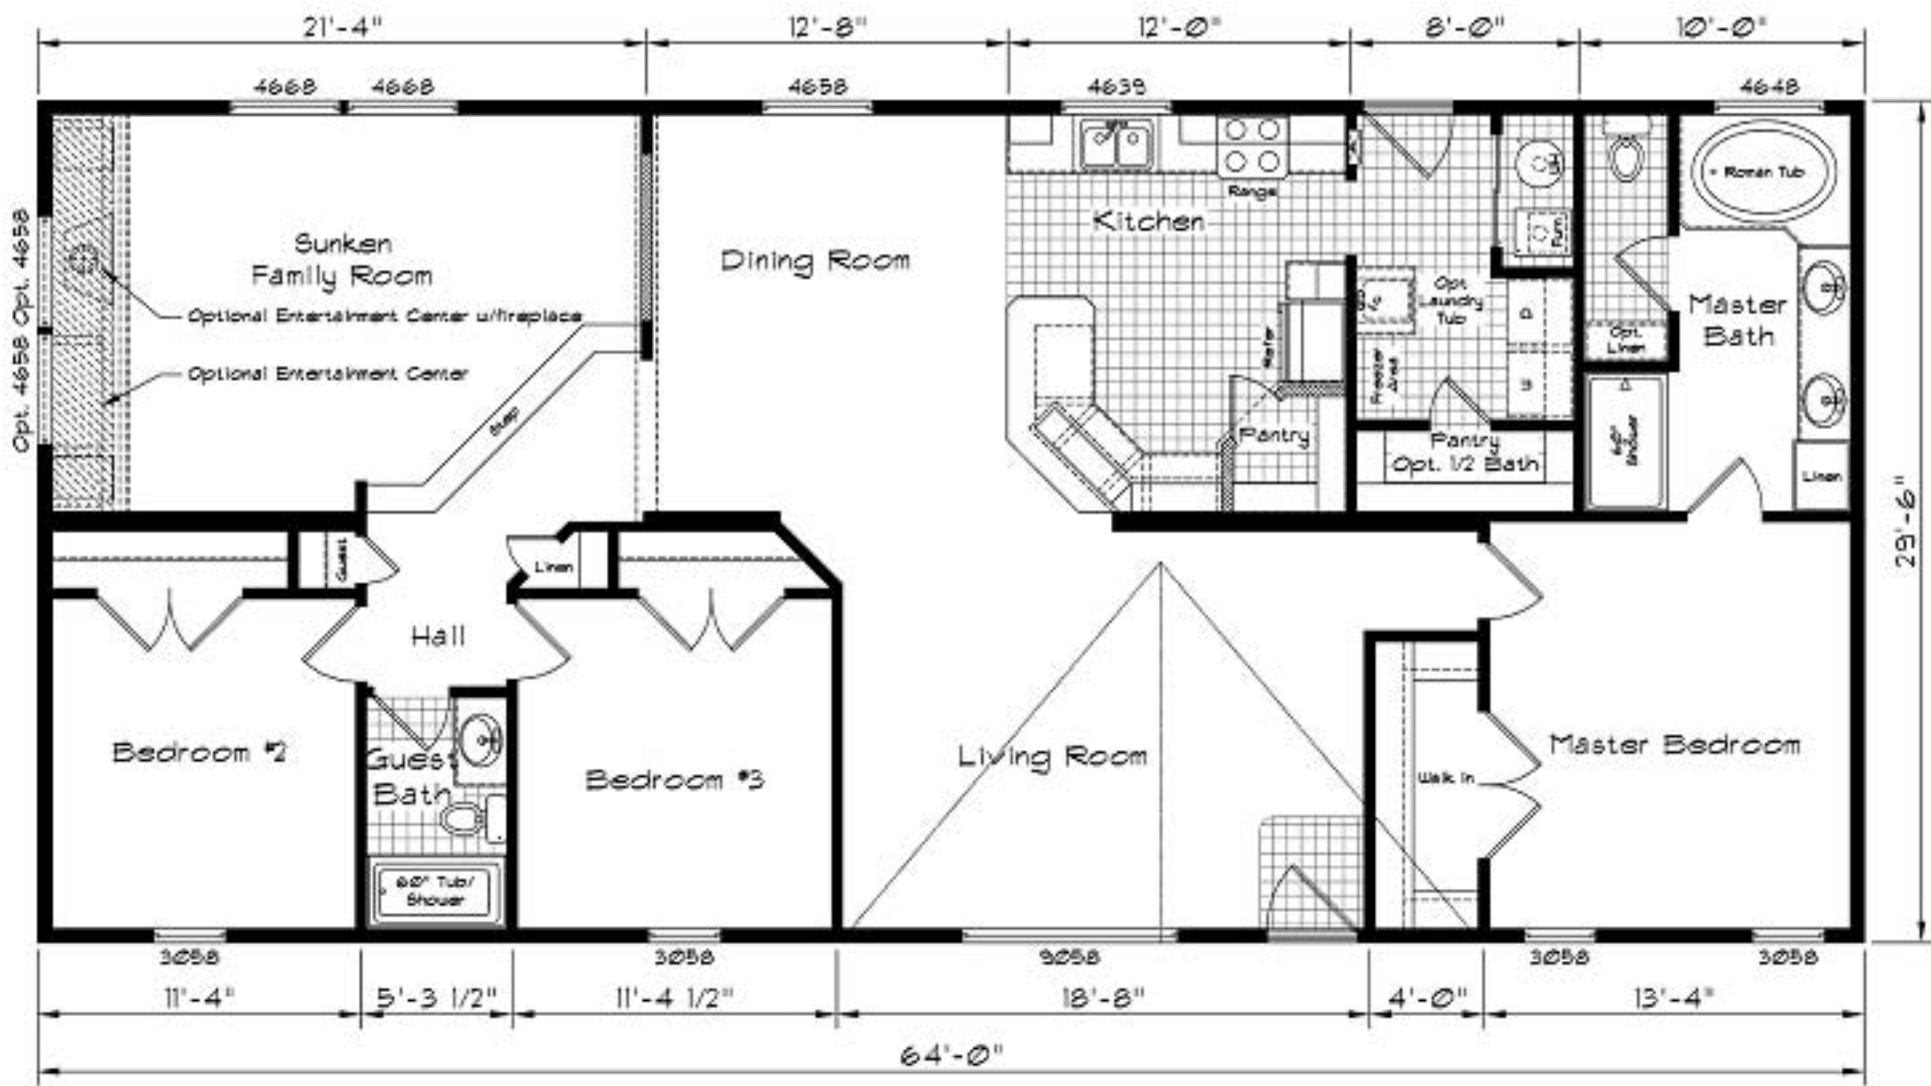 21'-4"
12'-8"
12'-0"
8'-0"
10'-0"
4668
4668
4658
4639
4648
Opt. 4658
Opt. 4658
Sunken
Family Room
Optional Entertainment Center w/fireplace
Optional Entertainment Center
Step
Dining Room
Kitchen
Range
Refer
Pantry
Opt
Laundry
Tub
Freezer
Area
D
W
WH
Furn
Pantry
Opt. 1/2 Bath
Roman Tub
Master
Bath
Opt.
Linen
60"
Shower
Linen
29'-6"
Guest
Linen
Hall
Bedroom #2
Guest
Bath
60" Tub/
Shower
Bedroom #3
Living Room
Walk in
Master Bedroom
3058
3058
9058
3058
3058
11'-4"
5'-3 1/2"
11'-4 1/2"
18'-8"
4'-0"
13'-4"
64'-0"